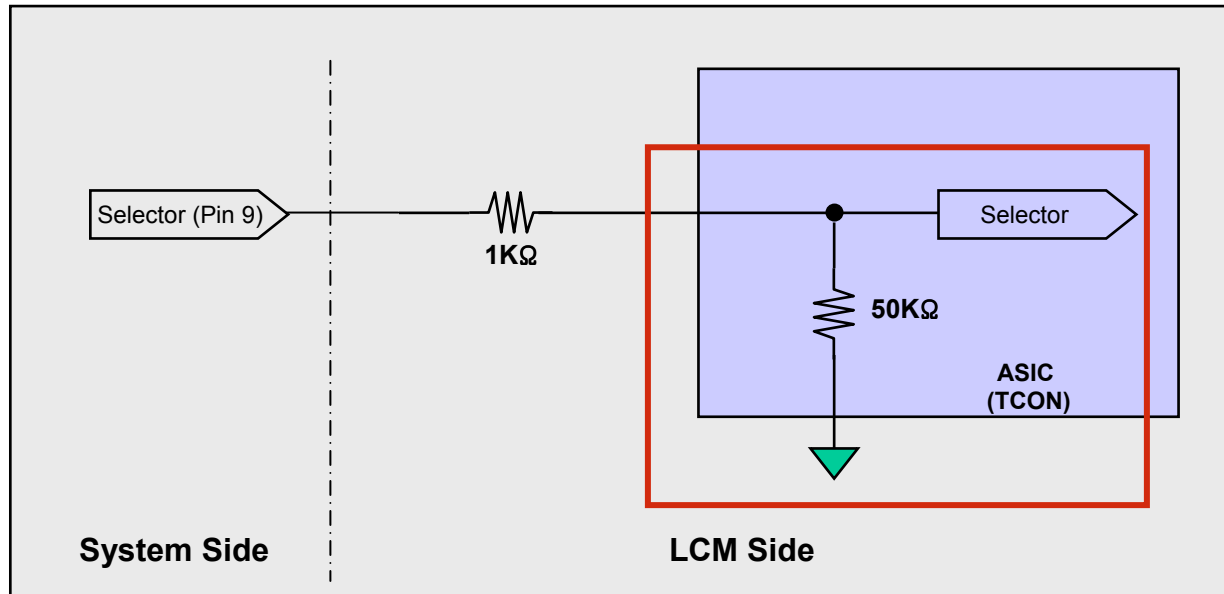 Selector (Pin 9)
1KΩ
Selector
50KΩ
ASIC
(TCON)
System Side
LCM Side